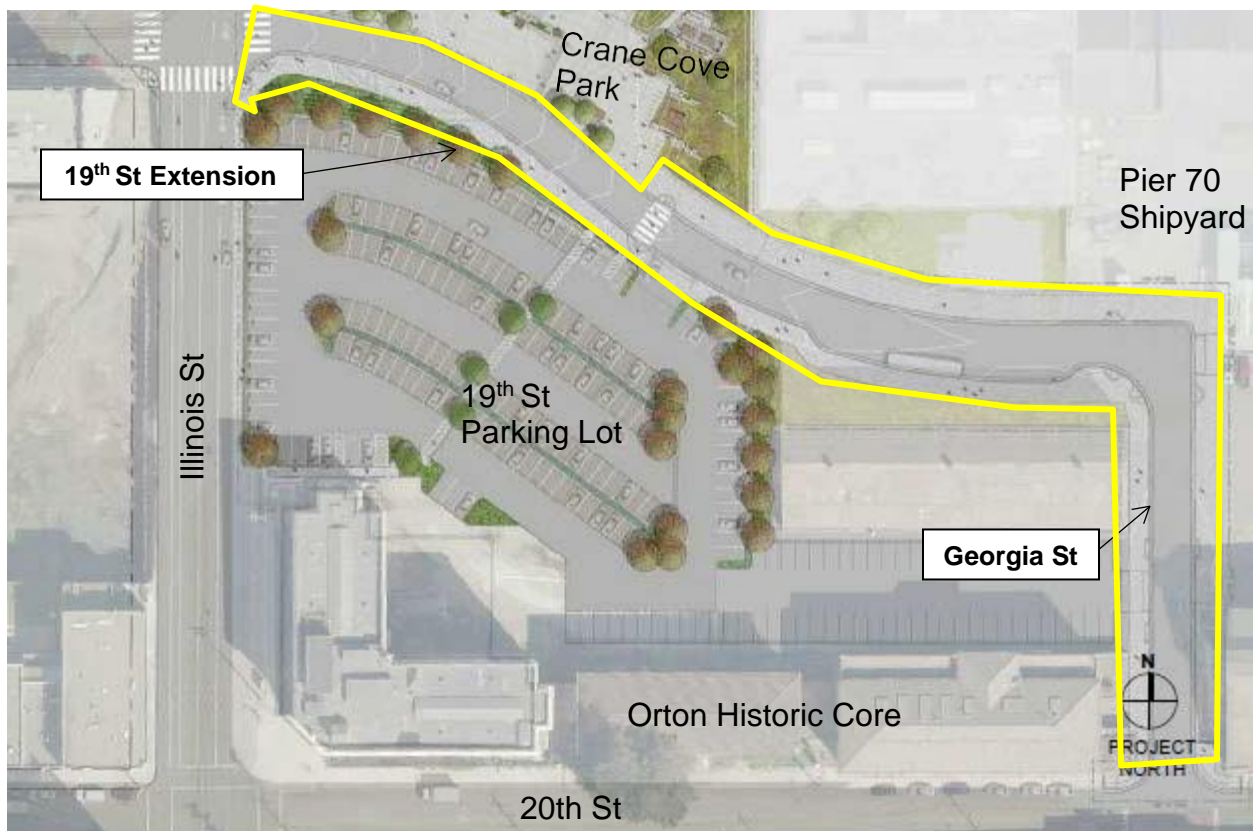 Crane Cove
Park
19th St Extension
Pier 70
Shipyard
Illinois St
19th St
Parking Lot
Georgia St
N
Orton Historic Core
PROJECT
NORTH
20th St